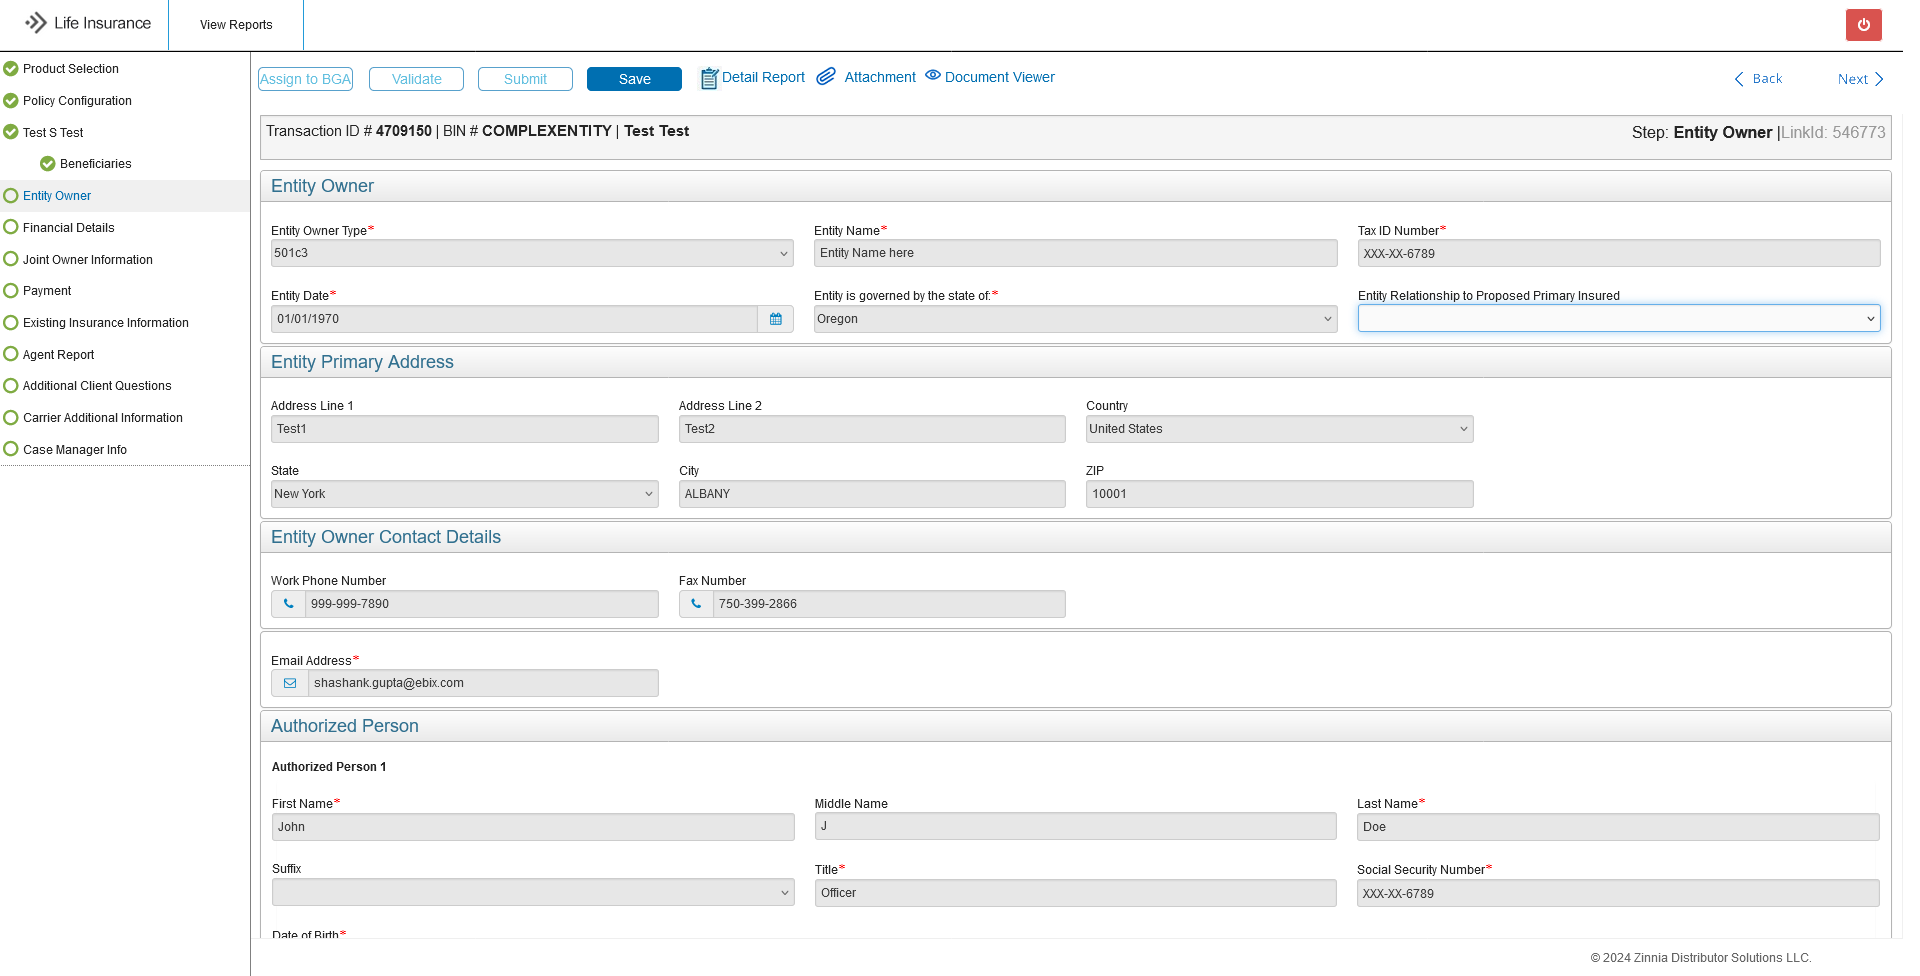 Life Insurance
View Reports
Product Selection
Policy Configuration
Test S Test
Beneficiaries
Entity Owner
Financial Details
Joint Owner Information
Payment
Existing Insurance Information
Agent Report
Additional Client Questions
Carrier Additional Information
Case Manager Info
Assign to BGA Validate Submit Save Detail Report Attachment Document Viewer Back Next
Transaction ID # 4709150 | BIN # COMPLEXENTITY | Test Test Step: Entity Owner |LinkId: 546773
Entity Owner
Entity Owner Type* Entity Name* Tax ID Number*
501c3 Entity Name here XXX-XX-6789
Entity Date* Entity is governed by the state of:* Entity Relationship to Proposed Primary Insured
01/01/1970 Oregon
Entity Primary Address
Address Line 1 Address Line 2 Country
Test1 Test2 United States
State City ZIP
New York ALBANY 10001
Entity Owner Contact Details
Work Phone Number Fax Number
999-999-7890 750-399-2866
Email Address*
shashank.gupta@ebix.com
Authorized Person
Authorized Person 1
First Name* Middle Name Last Name*
John J Doe
Suffix Title* Social Security Number*
Officer XXX-XX-6789
Date of Birth*
© 2024 Zinnia Distributor Solutions LLC.